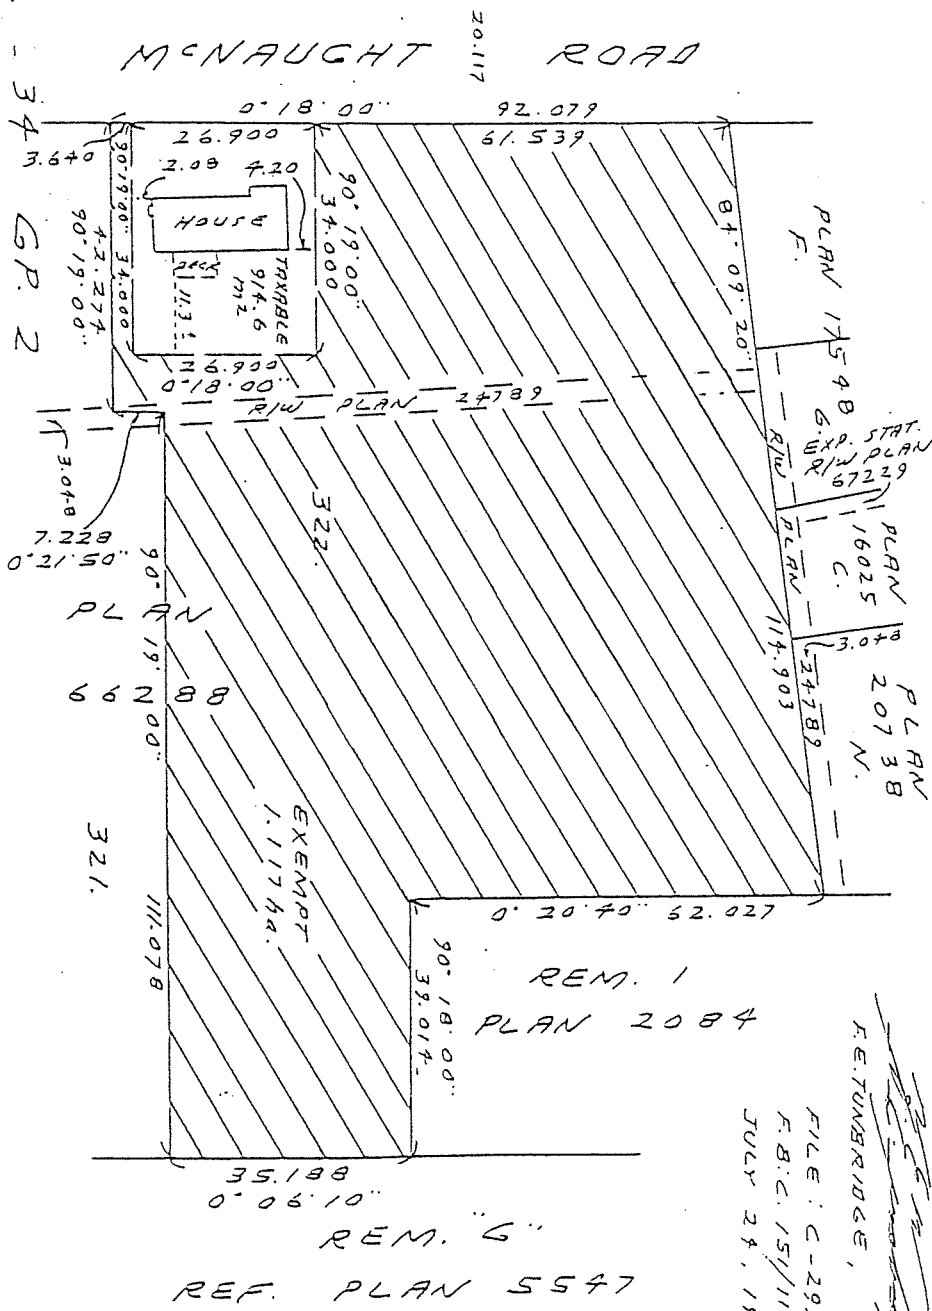 McNAUGHT ROAD
20.117
- 34 GP. 2
0° 18' 00" 92.079
3.640
26.900
61.539
90° 19' 00" 34.000
2.08
4.20
HOUSE
DECK
11.3
TAXABLE
914.6
m2
90° 19' 00"
34.000
42.274
90° 19' 00"
26.900
0° 18' 00"
R/W PLAN 24789
84° 09' 20"
PLAN 17548
F.
G.
EXP. STAT.
R/W PLAN
67229
PLAN
16025
C.
R/W PLAN 24789
114.903
3.048
PLAN
20738
N.
3.048
7.228
0° 21' 50"
322.
90° 19' 00" 111.078
PLAN
66288
321.
EXEMPT
1.117 ha.
0° 20' 40" 62.027
90° 18' 00"
39.014
REM. 1
PLAN 2084
35.188
0° 06' 10"
REM. "G"
REF. PLAN 5547
F.E. TUNBRIDGE,
FILE: C-29
F.B: C. 151/11
JULY 24, 19